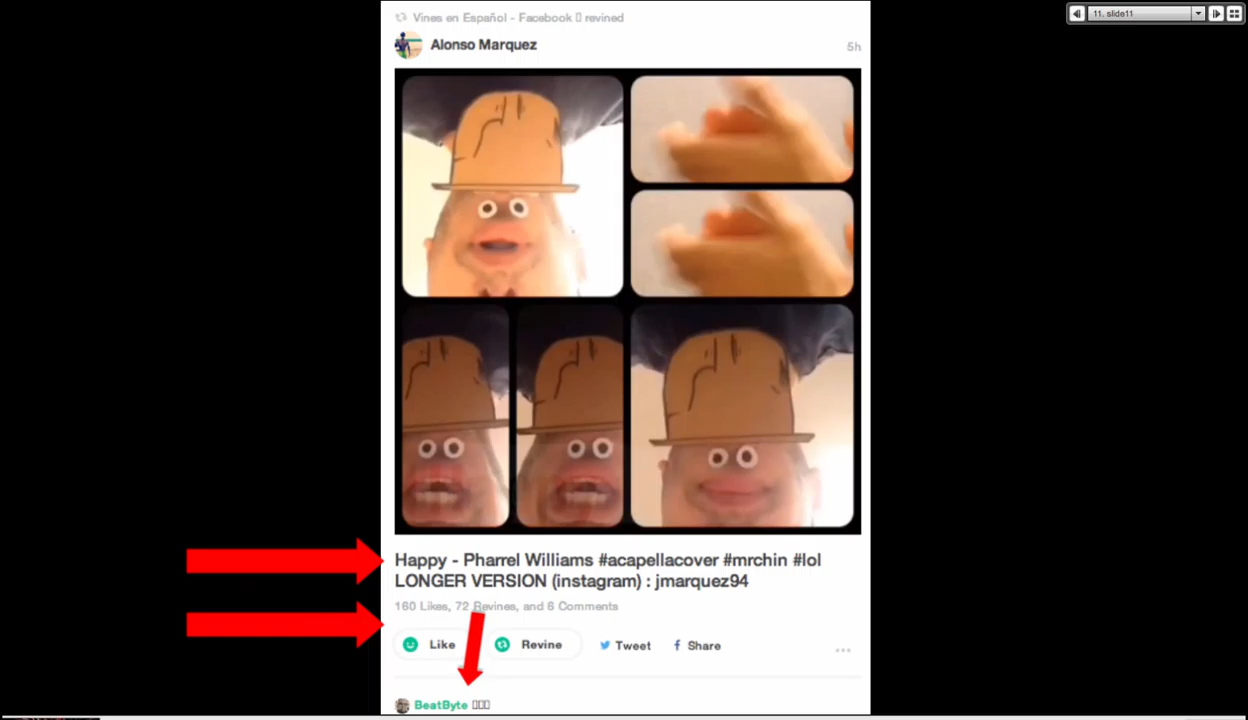 11. slide11
Vines en Español - Facebook revined
Alonso Marquez
5h
Happy - Pharrel Williams #acapellacover #mrchin #lol
LONGER VERSION (instagram) : jmarquez94
160 Likes, 72 Revines, and 6 Comments
Like Revine Tweet Share
BeatByte